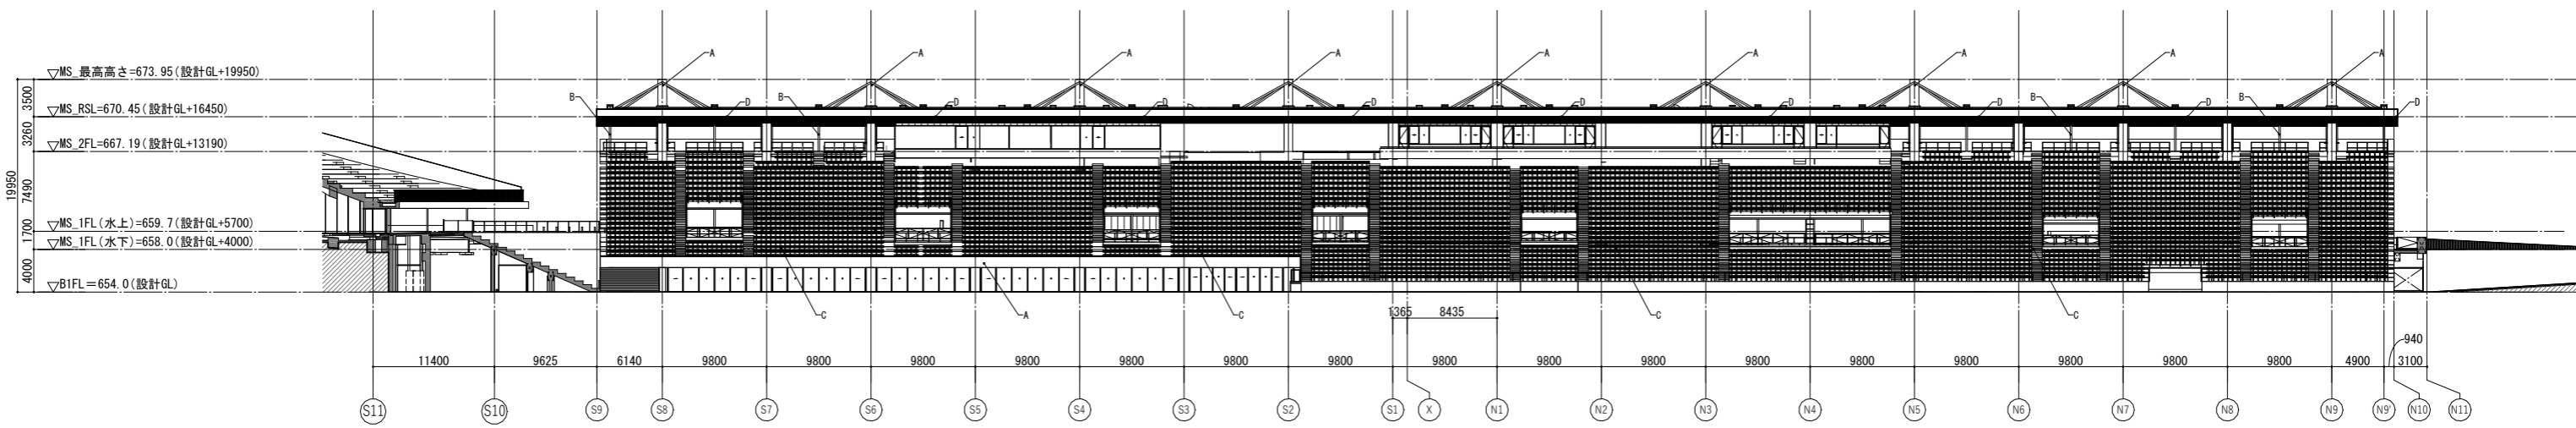 A A A A A A A A A
▽MS_最高高さ=673.95(設計GL+19950)
B D B D D D D D D B D B D
▽MS_RSL=670.45(設計GL+16450)
▽MS_2FL=667.19(設計GL+13190)
▽MS_1FL(水上)=659.7(設計GL+5700)
▽MS_1FL(水下)=658.0(設計GL+4000)
▽B1FL=654.0(設計GL)
19950
3500
3260
7490
1700
4000
C A C C C
1365 8435
940
11400 9625 6140 9800 9800 9800 9800 9800 9800 9800 9800 9800 9800 9800 9800 9800 9800 9800 9800 4900 3100
S11 S10 S9 S8 S7 S6 S5 S4 S3 S2 S1 X N1 N2 N3 N4 N5 N6 N7 N8 N9 N9' N10 N11